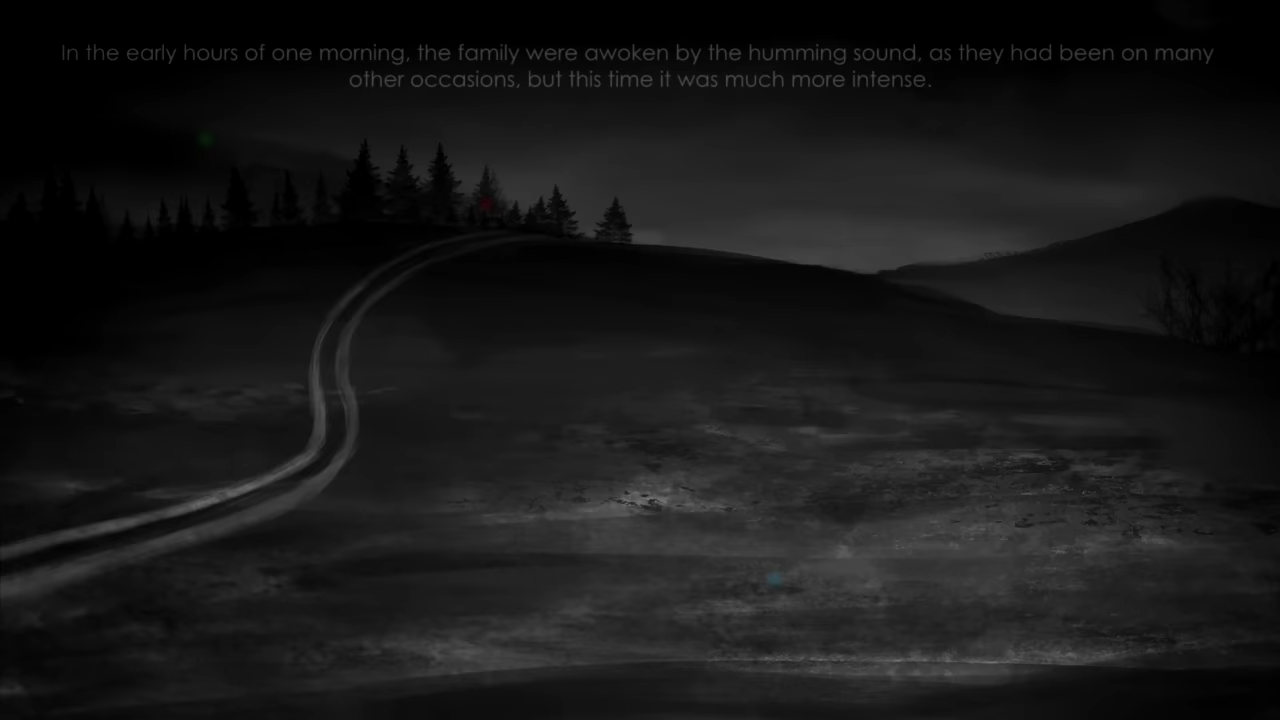 In the early hours of one morning, the family were awoken by the humming sound, as they had been on many
other occasions, but this time it was much more intense.